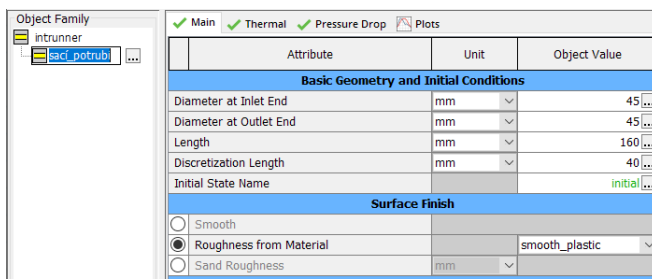 Object Family
intrunner
sací_potrubi
...
Main Thermal Pressure Drop Plots
Attribute Unit Object Value
Basic Geometry and Initial Conditions
Diameter at Inlet End mm 45 ...
Diameter at Outlet End mm 45 ...
Length mm 160 ...
Discretization Length mm 40 ...
Initial State Name initial ...
Surface Finish
Smooth
Roughness from Material smooth_plastic
Sand Roughness mm